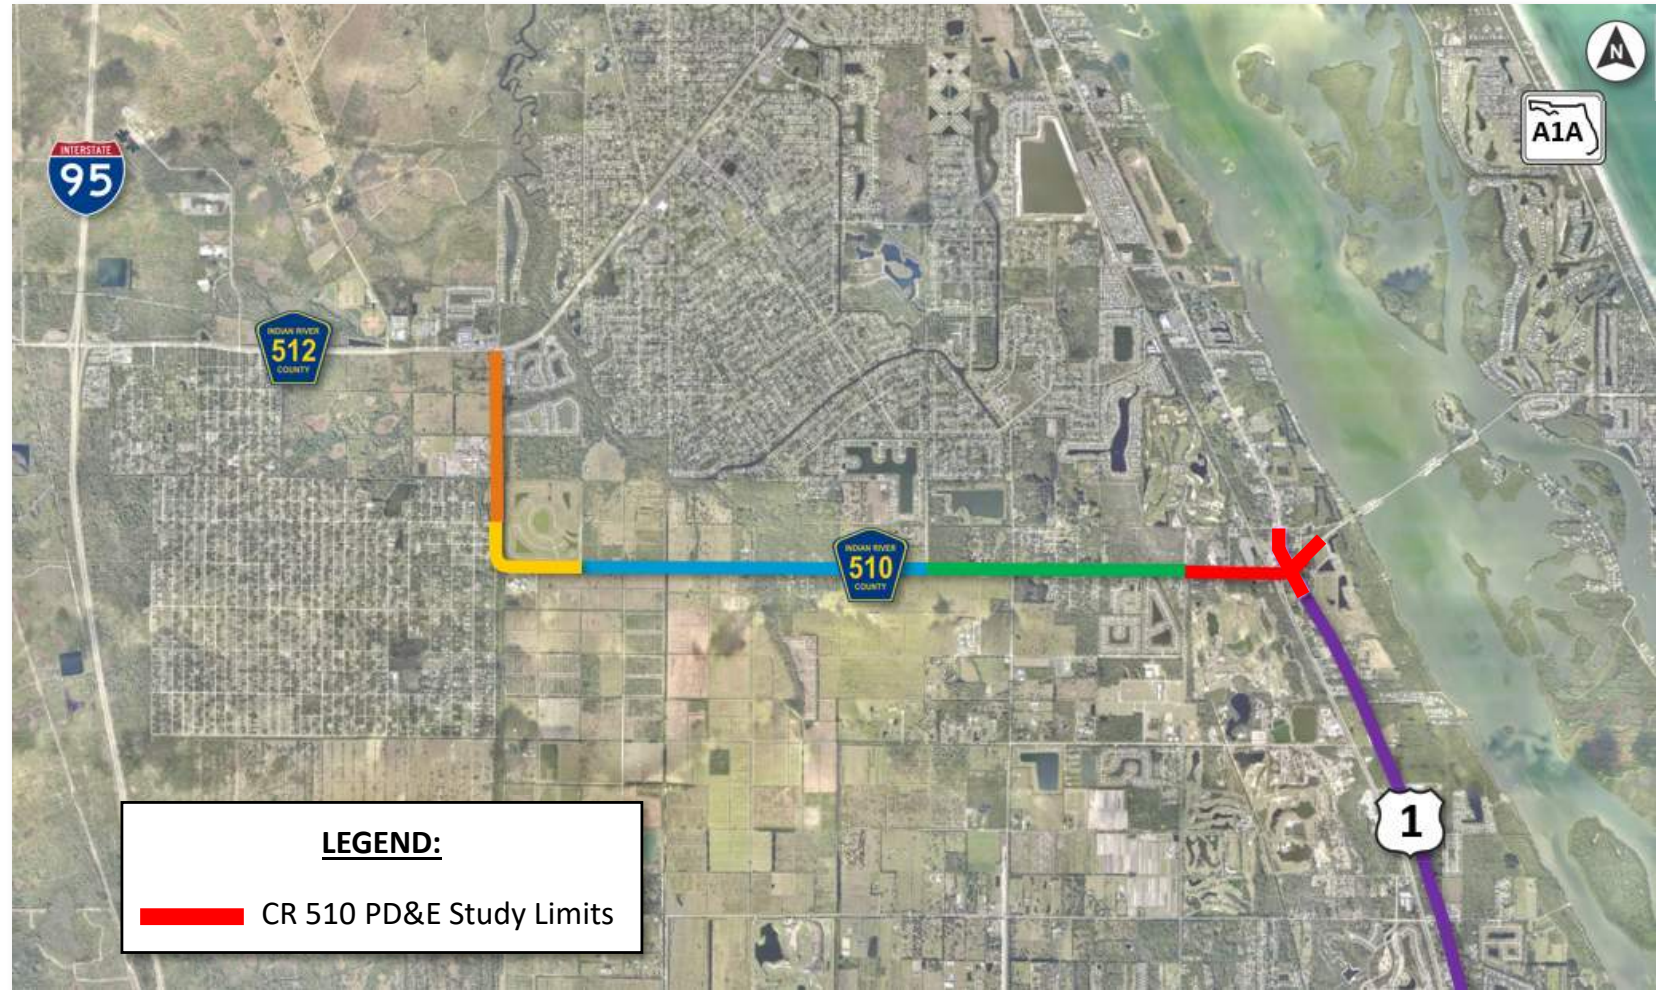 N
A1A
INTERSTATE
95
INDIAN RIVER
512
COUNTY
INDIAN RIVER
510
COUNTY
1
LEGEND:
CR 510 PD&E Study Limits